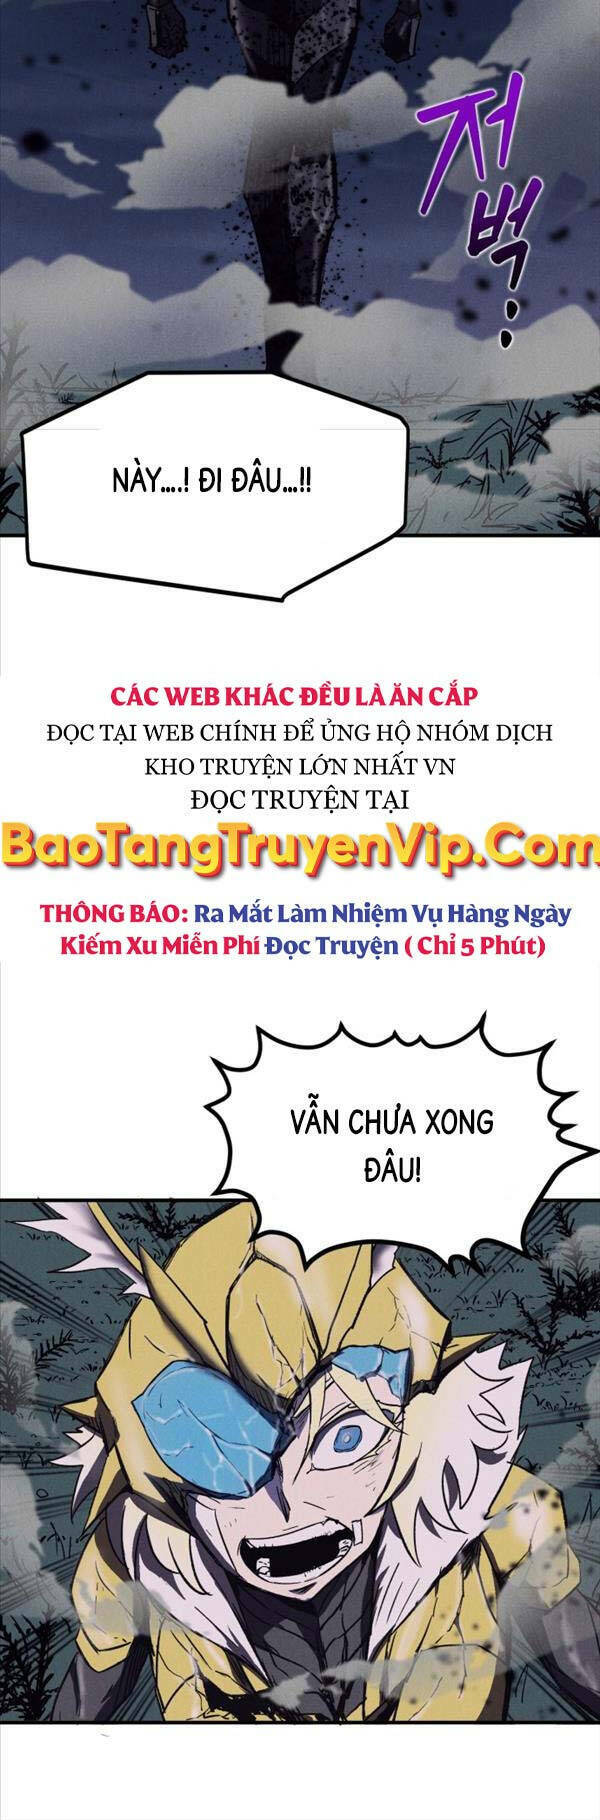 저벅.
NÀY....! ĐI ĐÂU...!!
CÁC WEB KHÁC ĐỀU LÀ ĂN CẮP
ĐỌC TẠI WEB CHÍNH ĐỂ ỦNG HỘ NHÓM DỊCH
KHO TRUYỆN LỚN NHẤT VN
ĐỌC TRUYỆN TẠI
BaoTangTruyenVip.Com
THÔNG BÁO: Ra Mắt Làm Nhiệm Vụ Hàng Ngày
Kiếm Xu Miễn Phí Đọc Truyện ( Chỉ 5 Phút)
VẪN CHƯA XONG
ĐÂU!